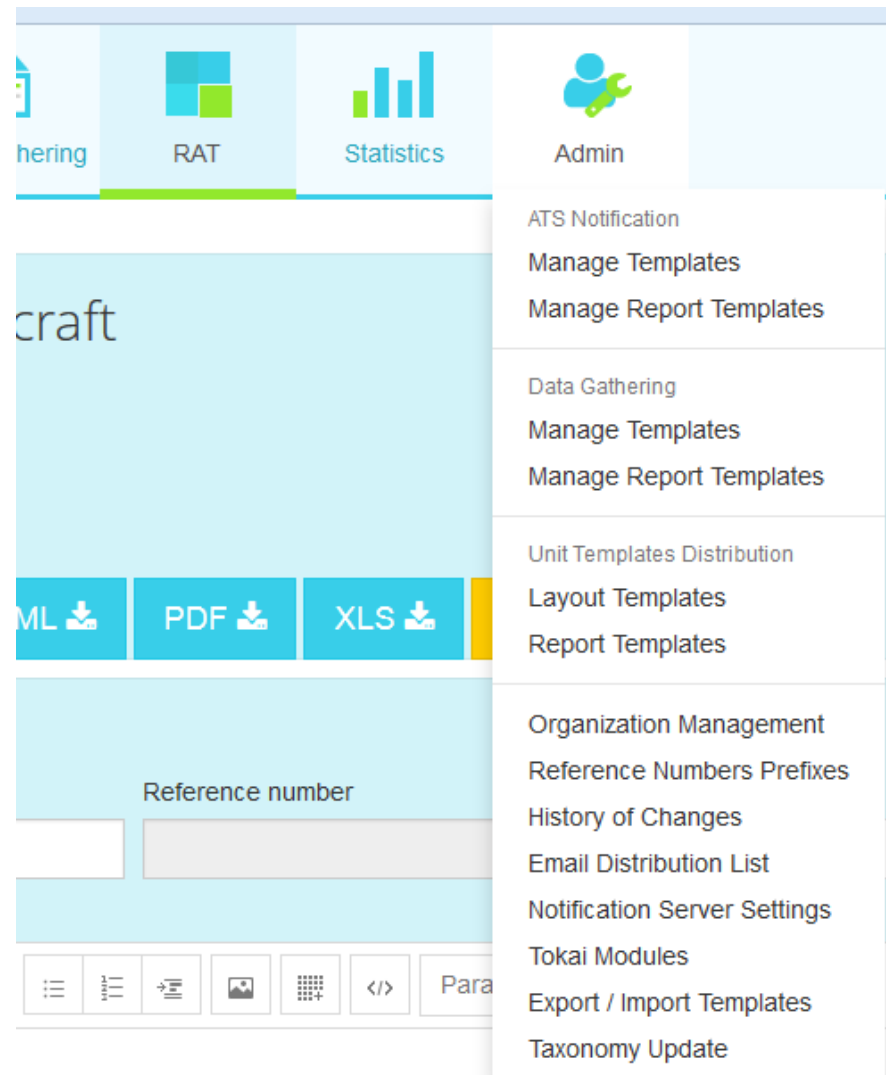 hering
RAT
Statistics
Admin
ATS Notification
Manage Templates
Manage Report Templates
craft
Data Gathering
Manage Templates
Manage Report Templates
Unit Templates Distribution
Layout Templates
Report Templates
ML
PDF
XLS
Organization Management
Reference Numbers Prefixes
Reference number
History of Changes
Email Distribution List
Notification Server Settings
Tokai Modules
Para
Export / Import Templates
Taxonomy Update